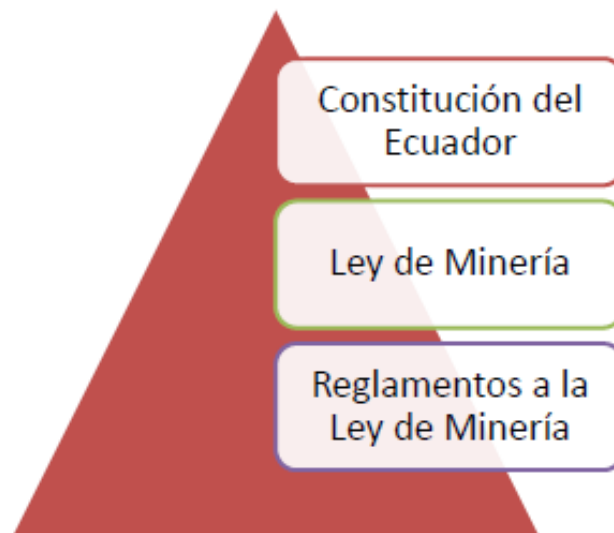 Constitución del
Ecuador
Ley de Minería
Reglamentos a la
Ley de Minería